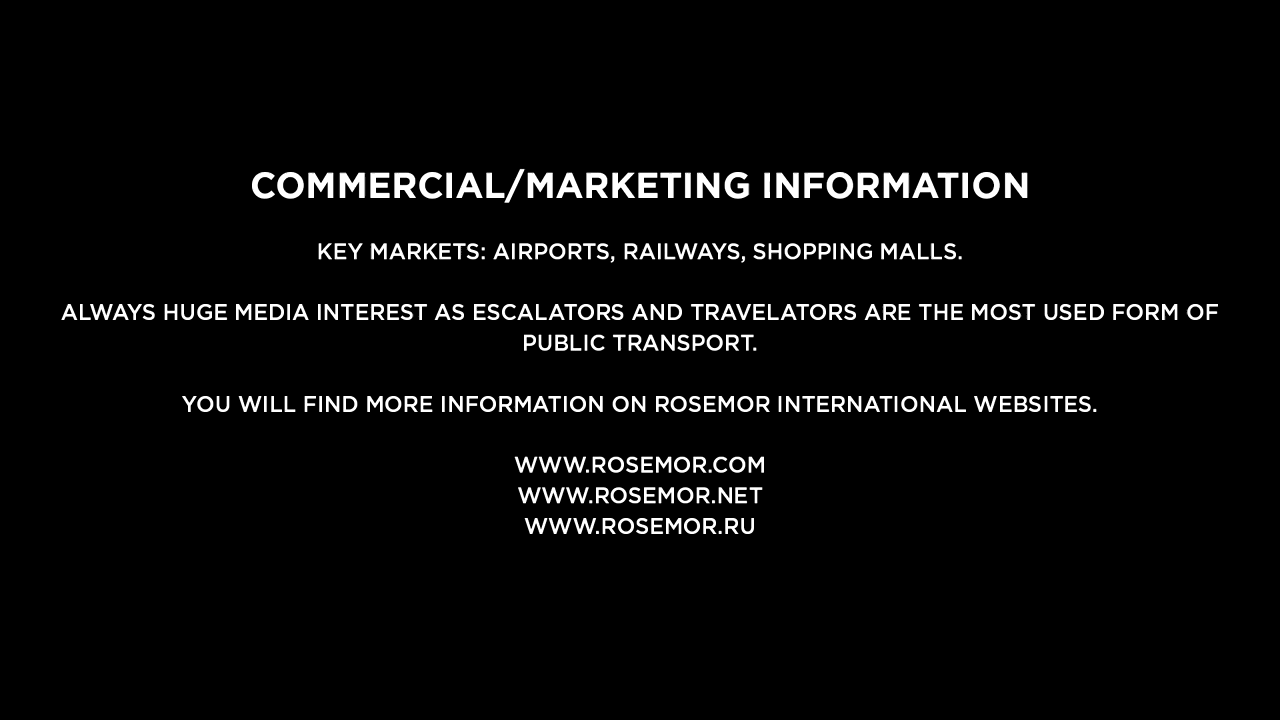 COMMERCIAL/MARKETING INFORMATION
KEY MARKETS: AIRPORTS, RAILWAYS, SHOPPING MALLS.
ALWAYS HUGE MEDIA INTEREST AS ESCALATORS AND TRAVELATORS ARE THE MOST USED FORM OF
PUBLIC TRANSPORT.
YOU WILL FIND MORE INFORMATION ON ROSEMOR INTERNATIONAL WEBSITES.
WWW.ROSEMOR.COM
WWW.ROSEMOR.NET
WWW.ROSEMOR.RU